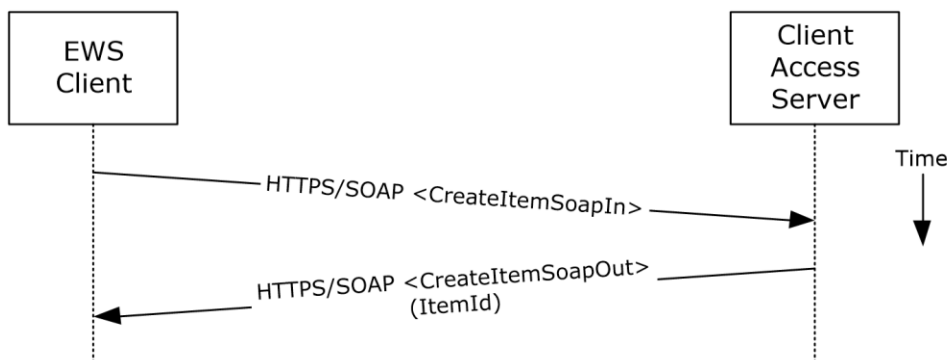 EWS
Client
Client
Access
Server
Time
HTTPS/SOAP <CreateItemSoapIn>
HTTPS/SOAP <CreateItemSoapOut>
(ItemId)